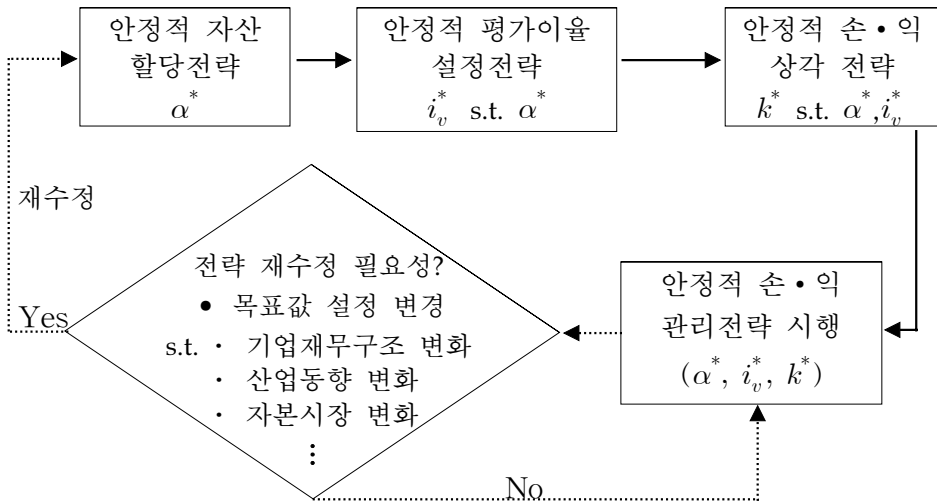 안정적 자산
할당전략
α*
안정적 평가이율
설정전략
i_v* s.t. α*
안정적 손・익
상각 전략
k* s.t. α*,i_v*
재수정
전략 재수정 필요성?
● 목표값 설정 변경
s.t. · 기업재무구조 변화
· 산업동향 변화
· 자본시장 변화
⋮
Yes
안정적 손・익
관리전략 시행
(α*, i_v*, k*)
No